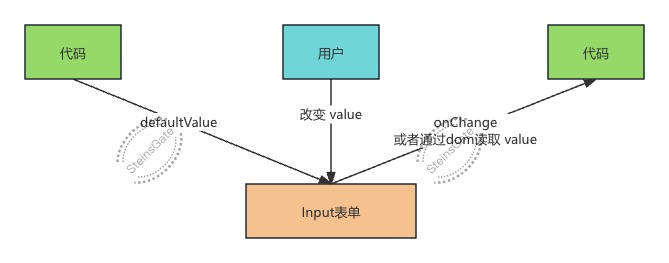 代码
用户
代码
defaultValue
改变 value
onChange
或者通过dom读取 value
SteinsGate
SteinsGate
Input表单